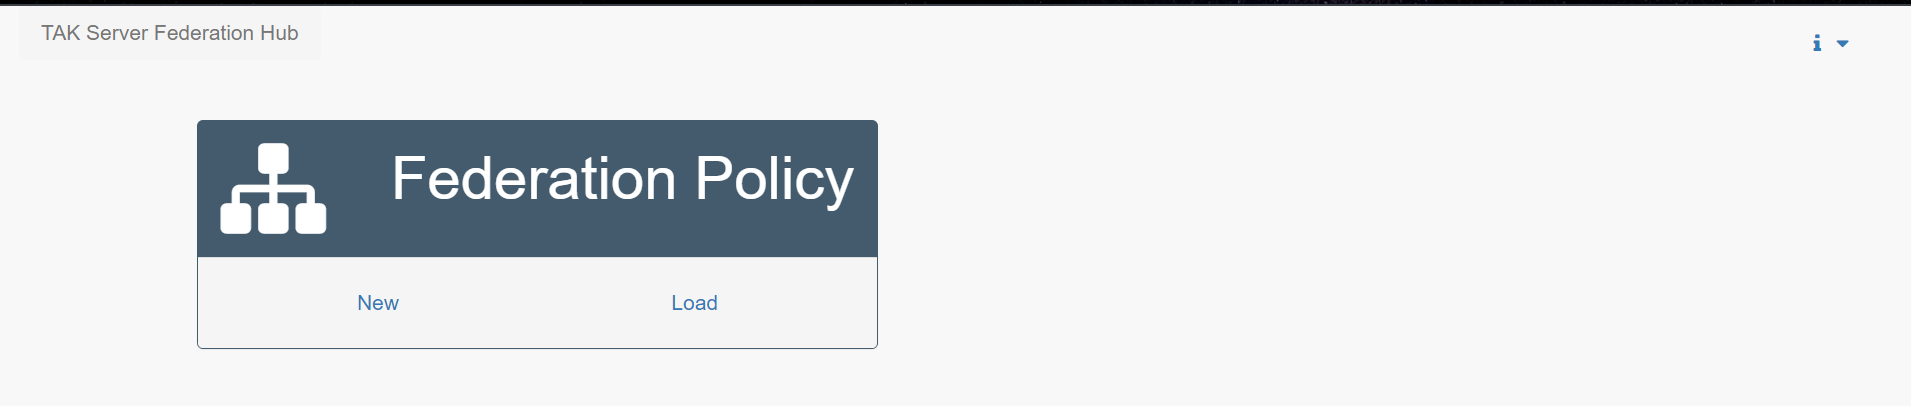 TAK Server Federation Hub
Federation Policy
New
Load